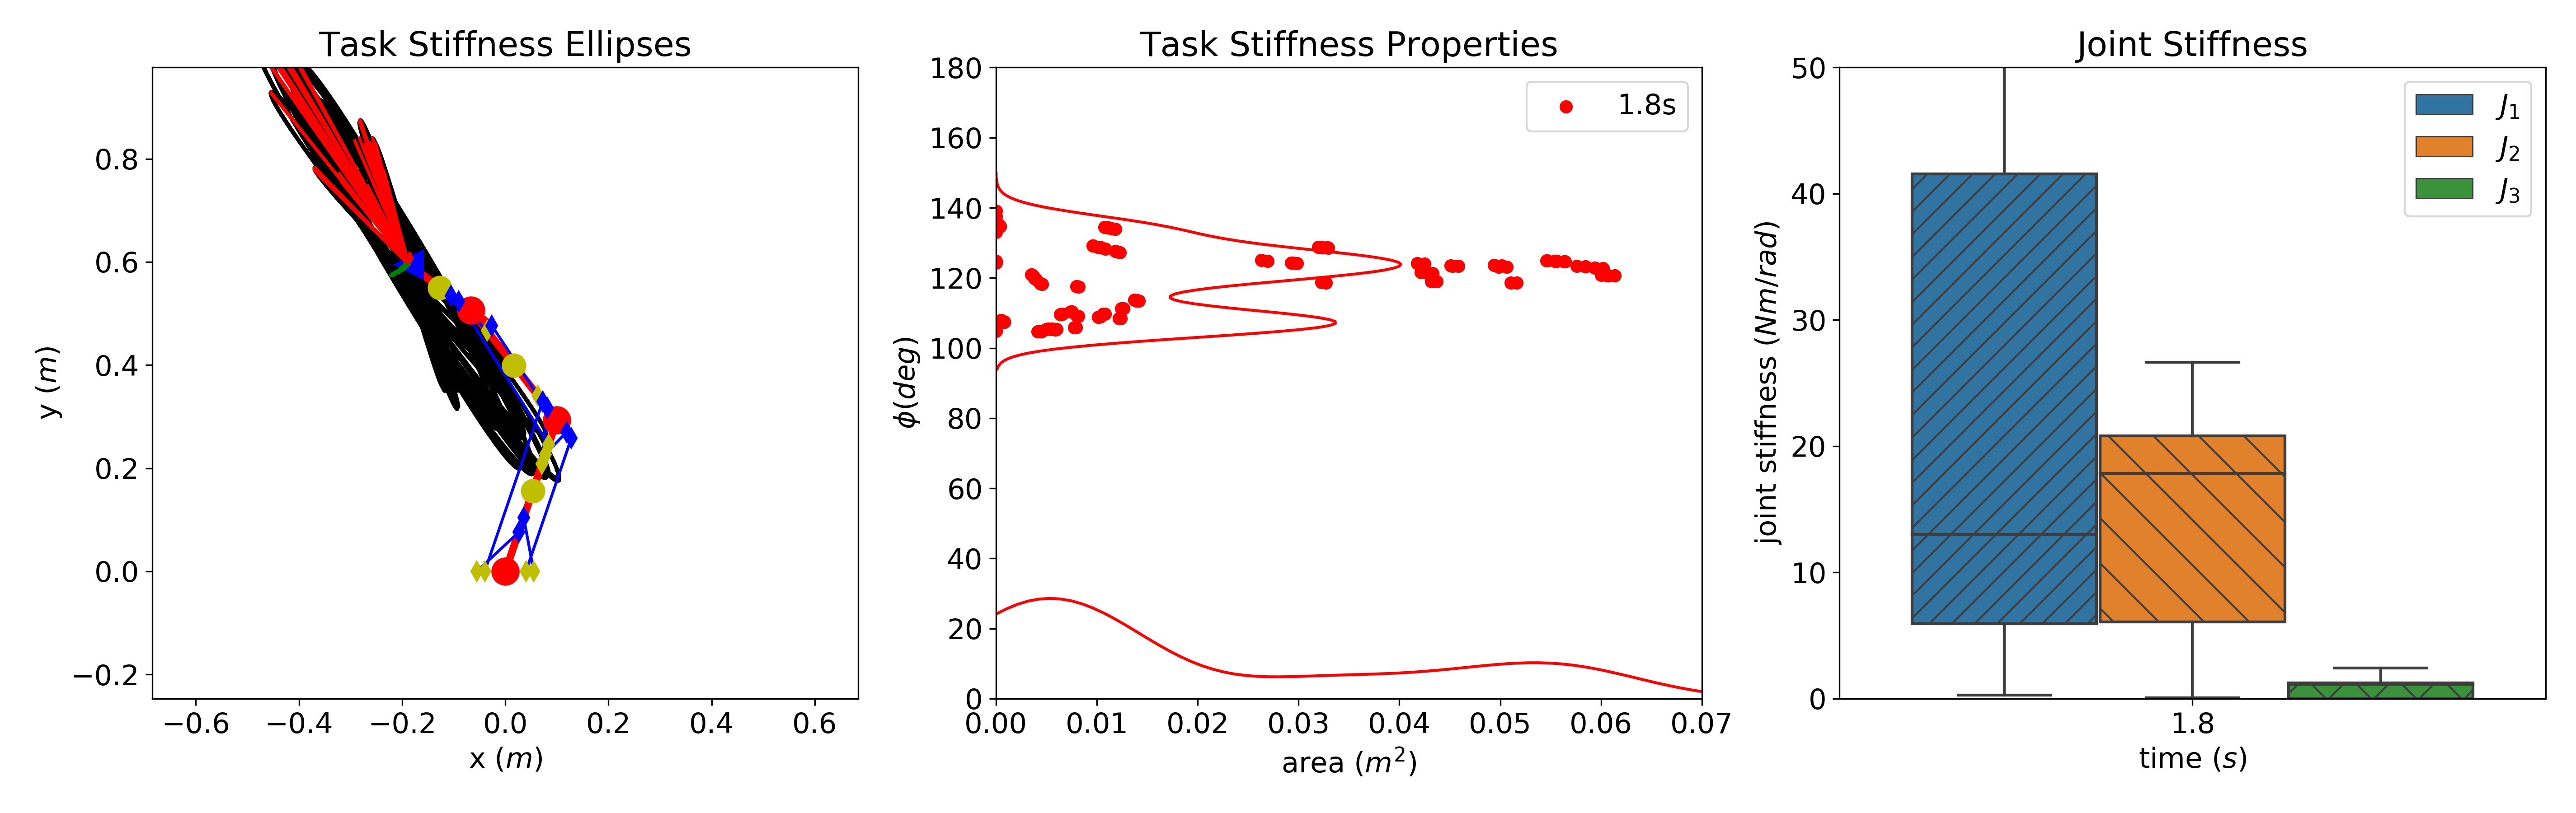 Task Stiffness Ellipses
0.8
0.6
0.4
0.2
0.0
−0.2
y (m)
−0.6 −0.4 −0.2 0.0 0.2 0.4 0.6
x (m)
Task Stiffness Properties
1.8s
180
160
140
120
100
80
60
40
20
0
ϕ(deg)
0.00 0.01 0.02 0.03 0.04 0.05 0.06 0.07
area (m²)
Joint Stiffness
J₁
J₂
J₃
50
40
30
20
10
0
joint stiffness (Nm/rad)
1.8
time (s)